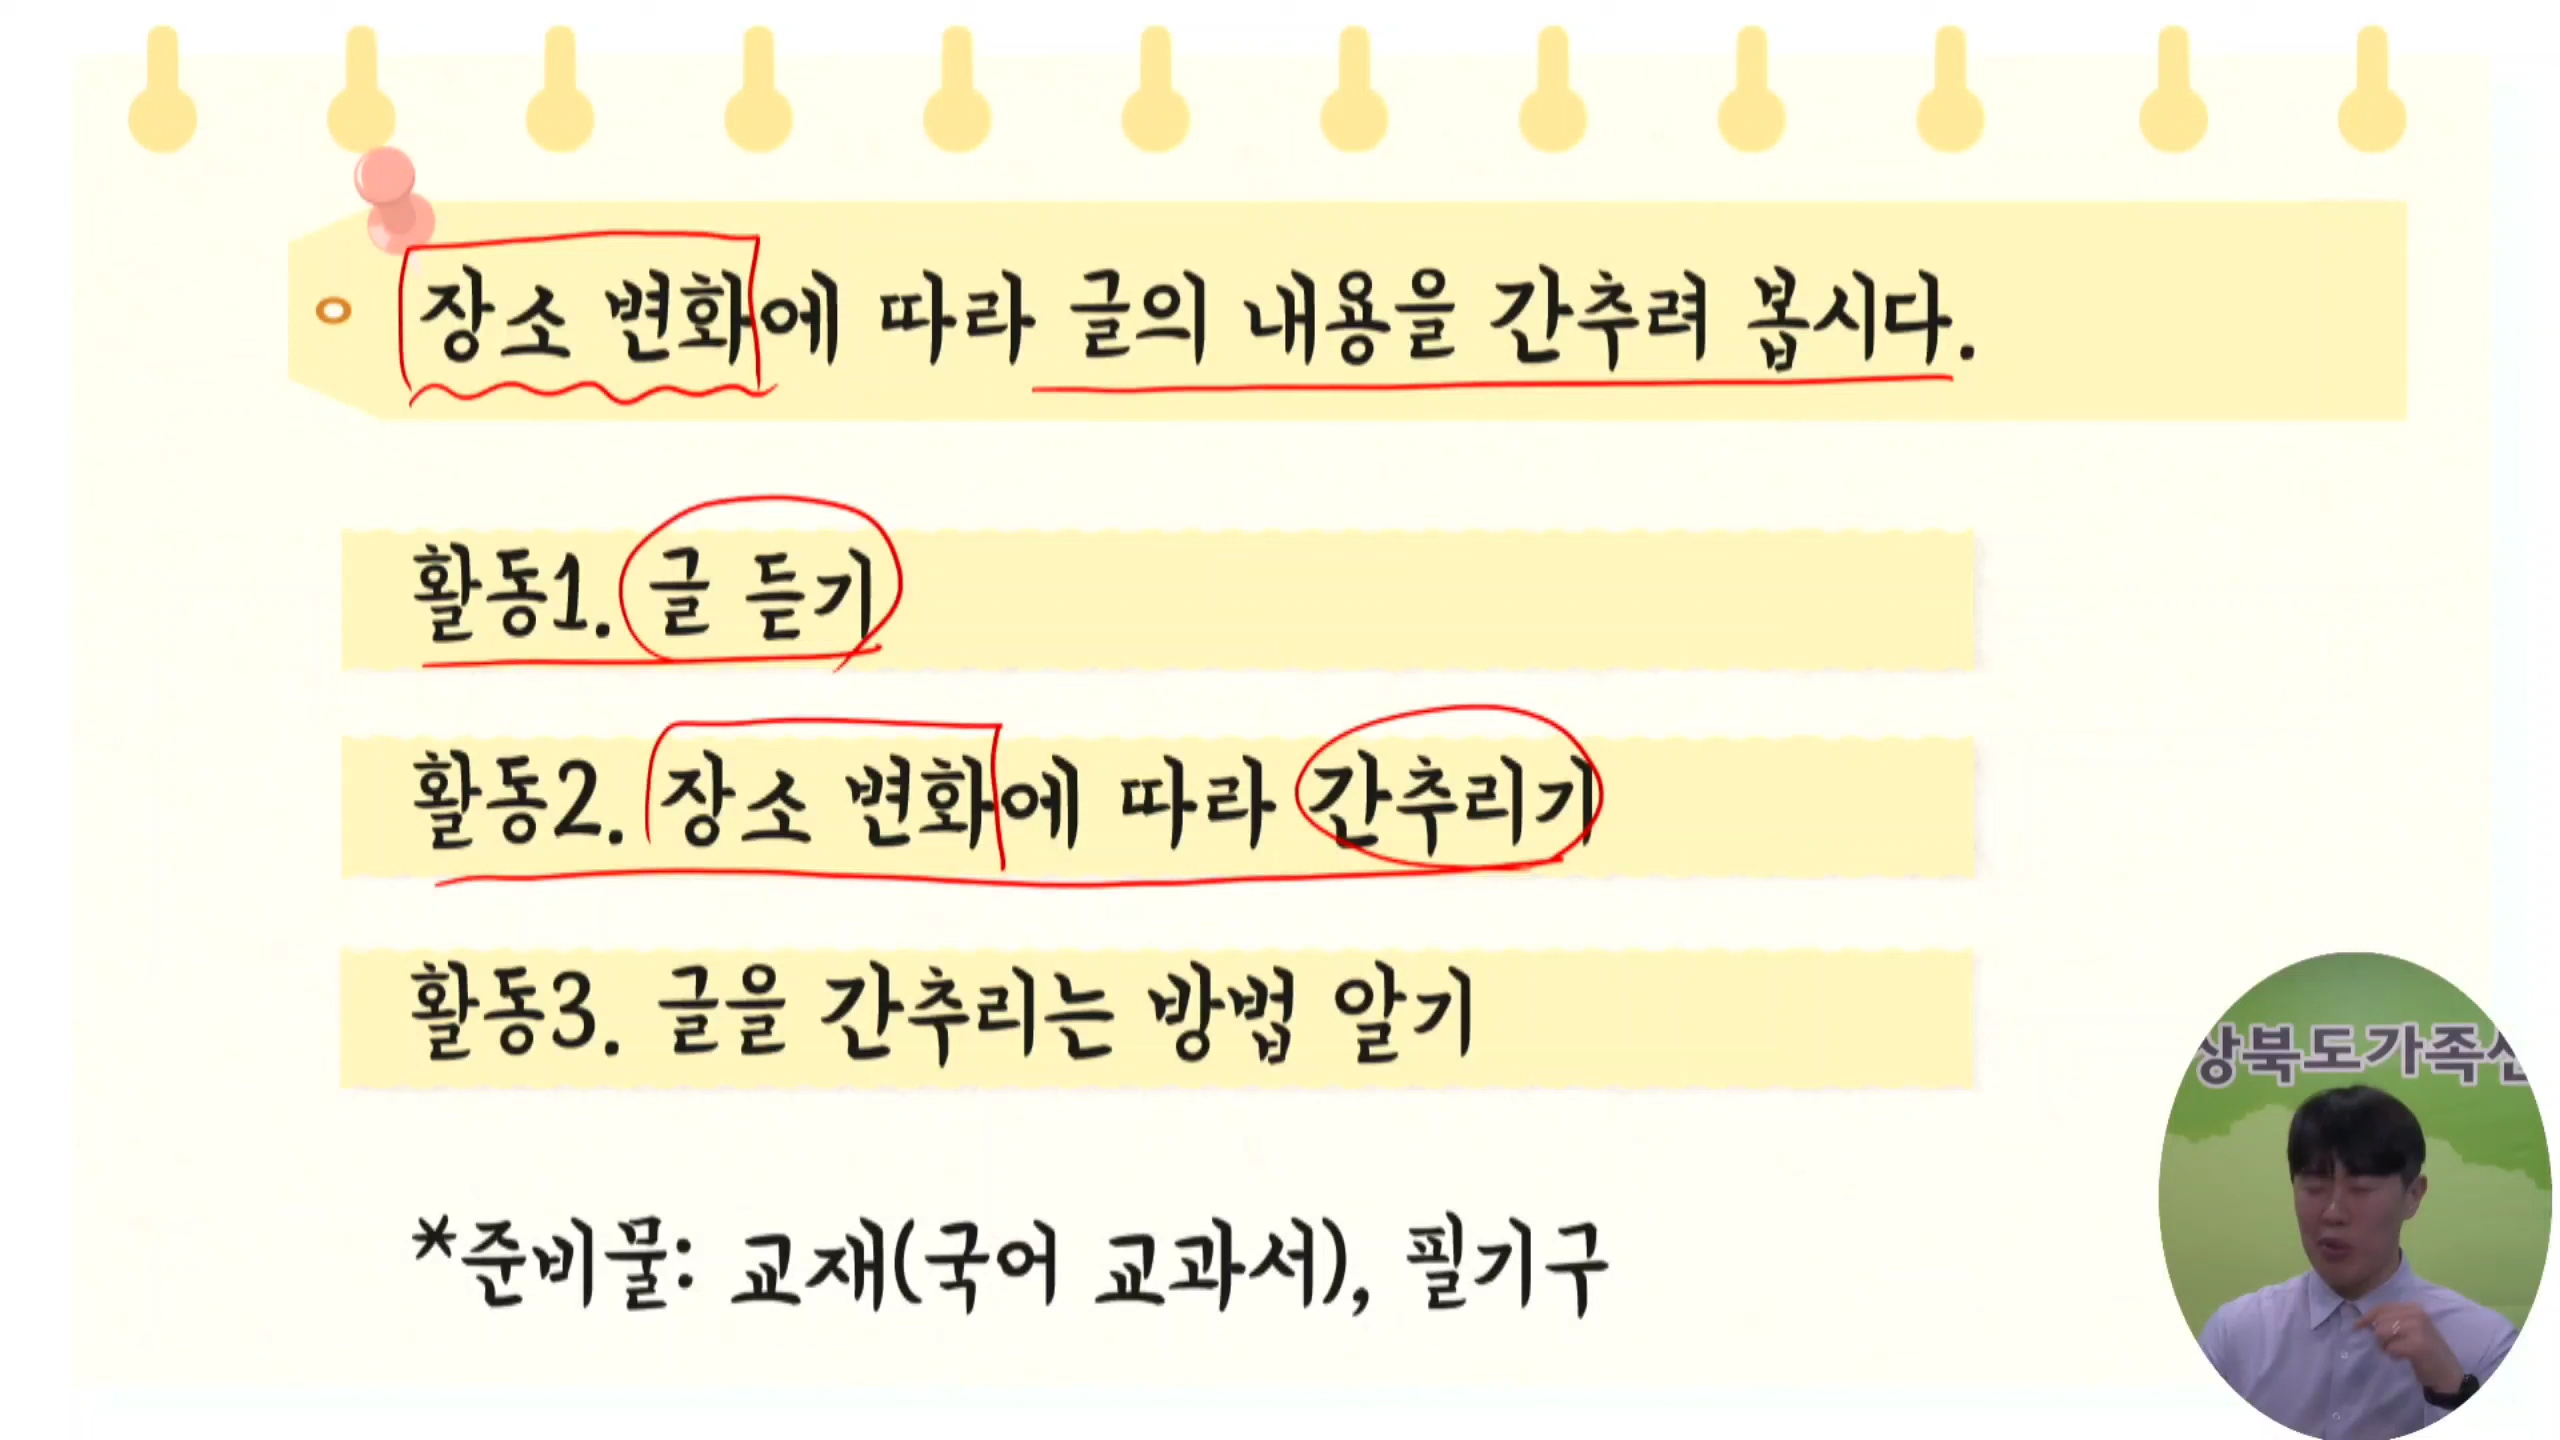 장소 변화에 따라 글의 내용을 간추려 봅시다.
활동1. 글 듣기
활동2. 장소 변화에 따라 간추리기
활동3. 글을 간추리는 방법 알기
*준비물: 교재(국어 교과서), 필기구
상북도가족